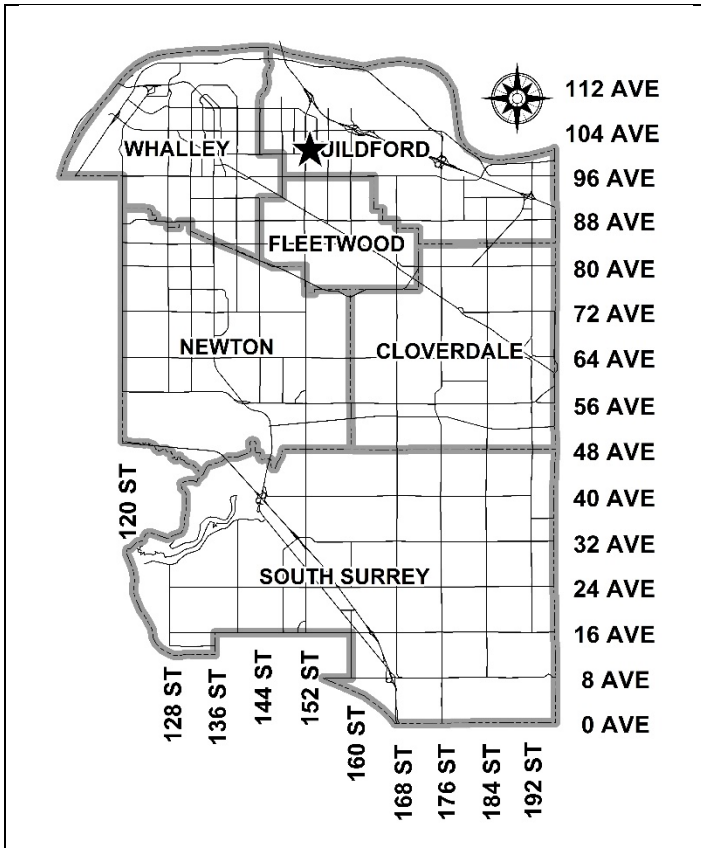 112 AVE
104 AVE
WHALLEY
JILDFORD
96 AVE
88 AVE
FLEETWOOD
80 AVE
72 AVE
NEWTON
CLOVERDALE
64 AVE
56 AVE
48 AVE
120 ST
40 AVE
32 AVE
SOUTH SURREY
24 AVE
16 AVE
128 ST
136 ST
144 ST
152 ST
160 ST
8 AVE
0 AVE
168 ST
176 ST
184 ST
192 ST